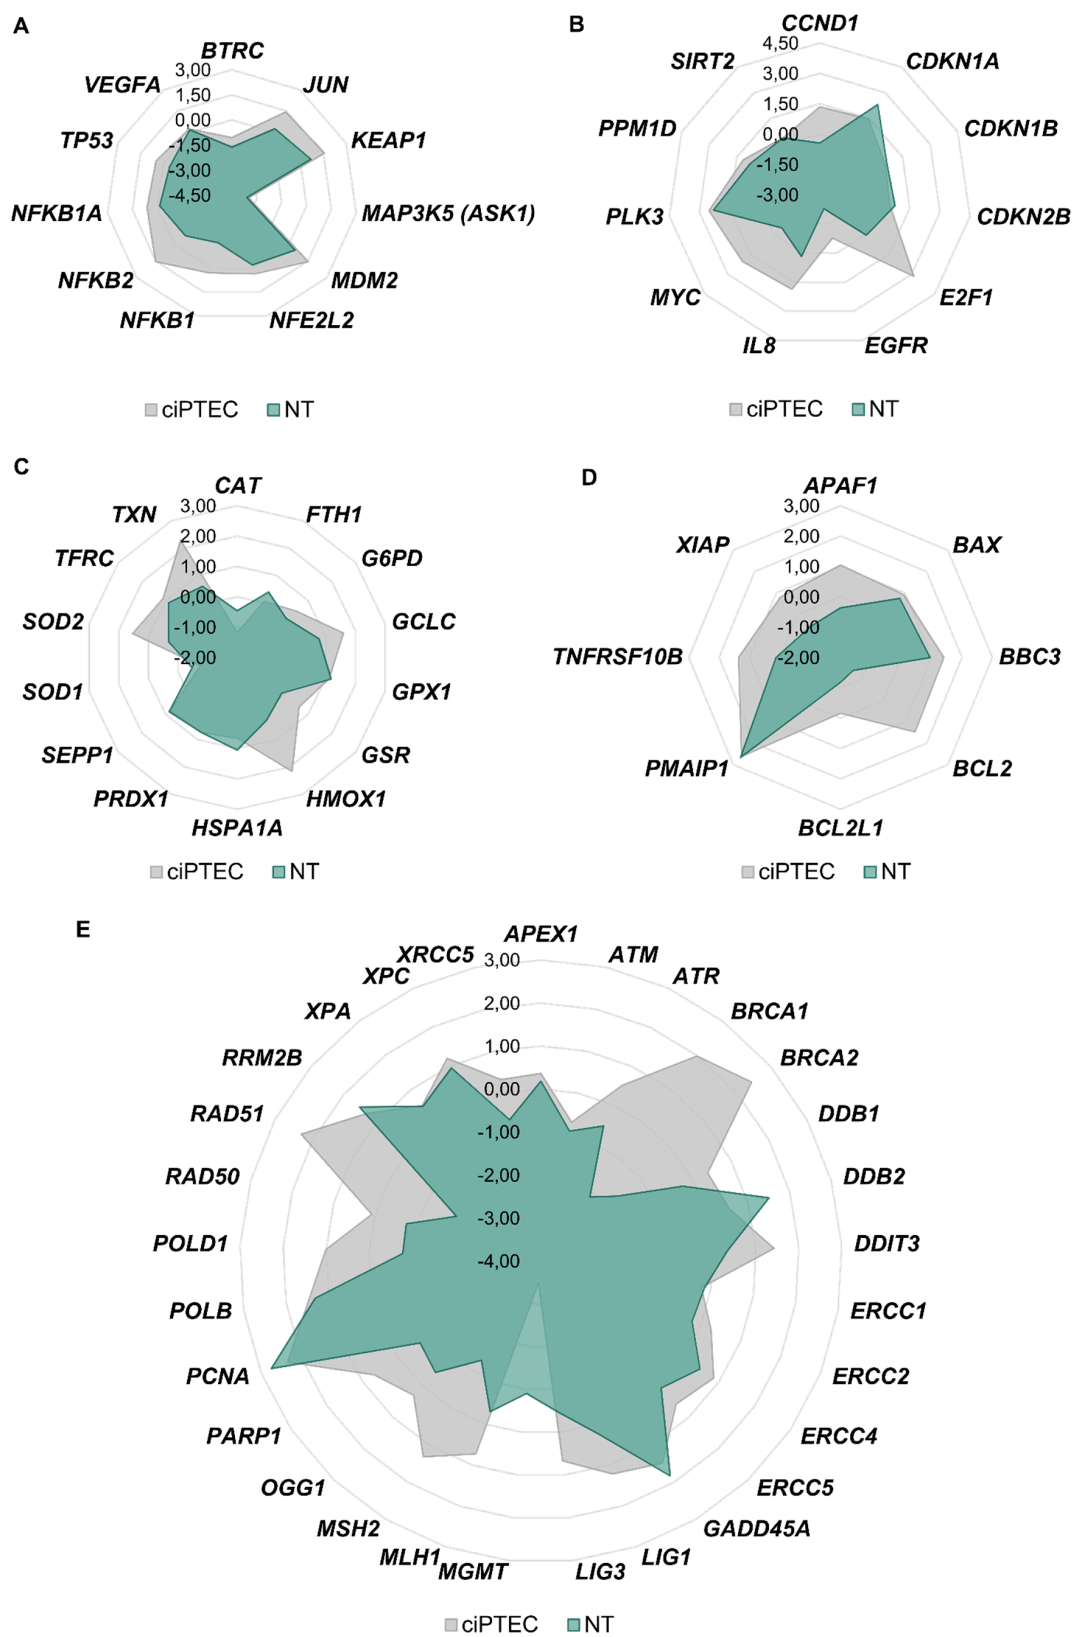 A
BTRC
VEGFA
JUN
TP53
KEAP1
NFKB1A
MAP3K5 (ASK1)
NFKB2
MDM2
NFKB1
NFE2L2
3,00
1,50
0,00
-1,50
-3,00
-4,50
ciPTEC NT
B
CCND1
SIRT2
CDKN1A
PPM1D
CDKN1B
PLK3
CDKN2B
MYC
E2F1
IL8
EGFR
4,50
3,00
1,50
0,00
-1,50
-3,00
ciPTEC NT
C
CAT
TXN
FTH1
TFRC
G6PD
SOD2
GCLC
SOD1
GPX1
SEPP1
GSR
PRDX1
HMOX1
HSPA1A
3,00
2,00
1,00
0,00
-1,00
-2,00
ciPTEC NT
D
APAF1
XIAP
BAX
TNFRSF10B
BBC3
PMAIP1
BCL2
BCL2L1
3,00
2,00
1,00
0,00
-1,00
-2,00
ciPTEC NT
E
APEX1
XRCC5
ATM
XPC
ATR
XPA
BRCA1
RRM2B
BRCA2
RAD51
DDB1
RAD50
DDB2
POLD1
DDIT3
POLB
ERCC1
PCNA
ERCC2
PARP1
ERCC4
OGG1
ERCC5
MSH2
GADD45A
MLH1
LIG1
MGMT
LIG3
3,00
2,00
1,00
0,00
-1,00
-2,00
-3,00
-4,00
ciPTEC NT